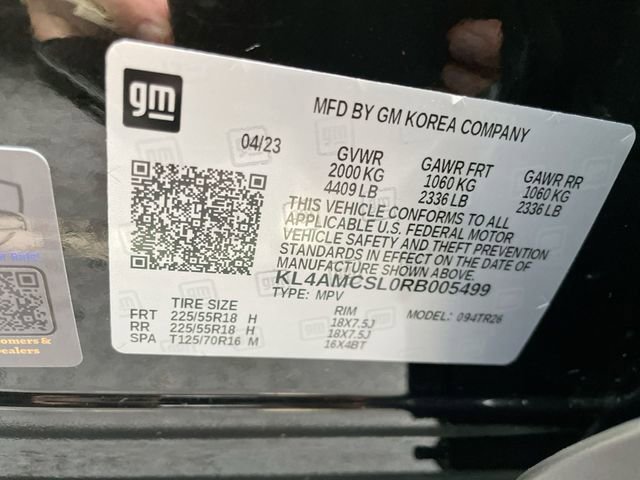 gm
MFD BY GM KOREA COMPANY
04/23
GVWR GAWR FRT GAWR RR
2000 KG 1060 KG 1060 KG
4409 LB 2336 LB 2336 LB
THIS VEHICLE CONFORMS TO ALL
APPLICABLE U.S. FEDERAL MOTOR
VEHICLE SAFETY AND THEFT PREVENTION
STANDARDS IN EFFECT ON THE DATE OF
MANUFACTURE SHOWN ABOVE.
KL4AMCSL0RB005499
TYPE: MPV MODEL: 094TR26
TIRE SIZE RIM
FRT 225/55R18 H 18X7.5J
RR 225/55R18 H 18X7.5J
SPA T125/70R16 M 16X4BT
omers &
ealers